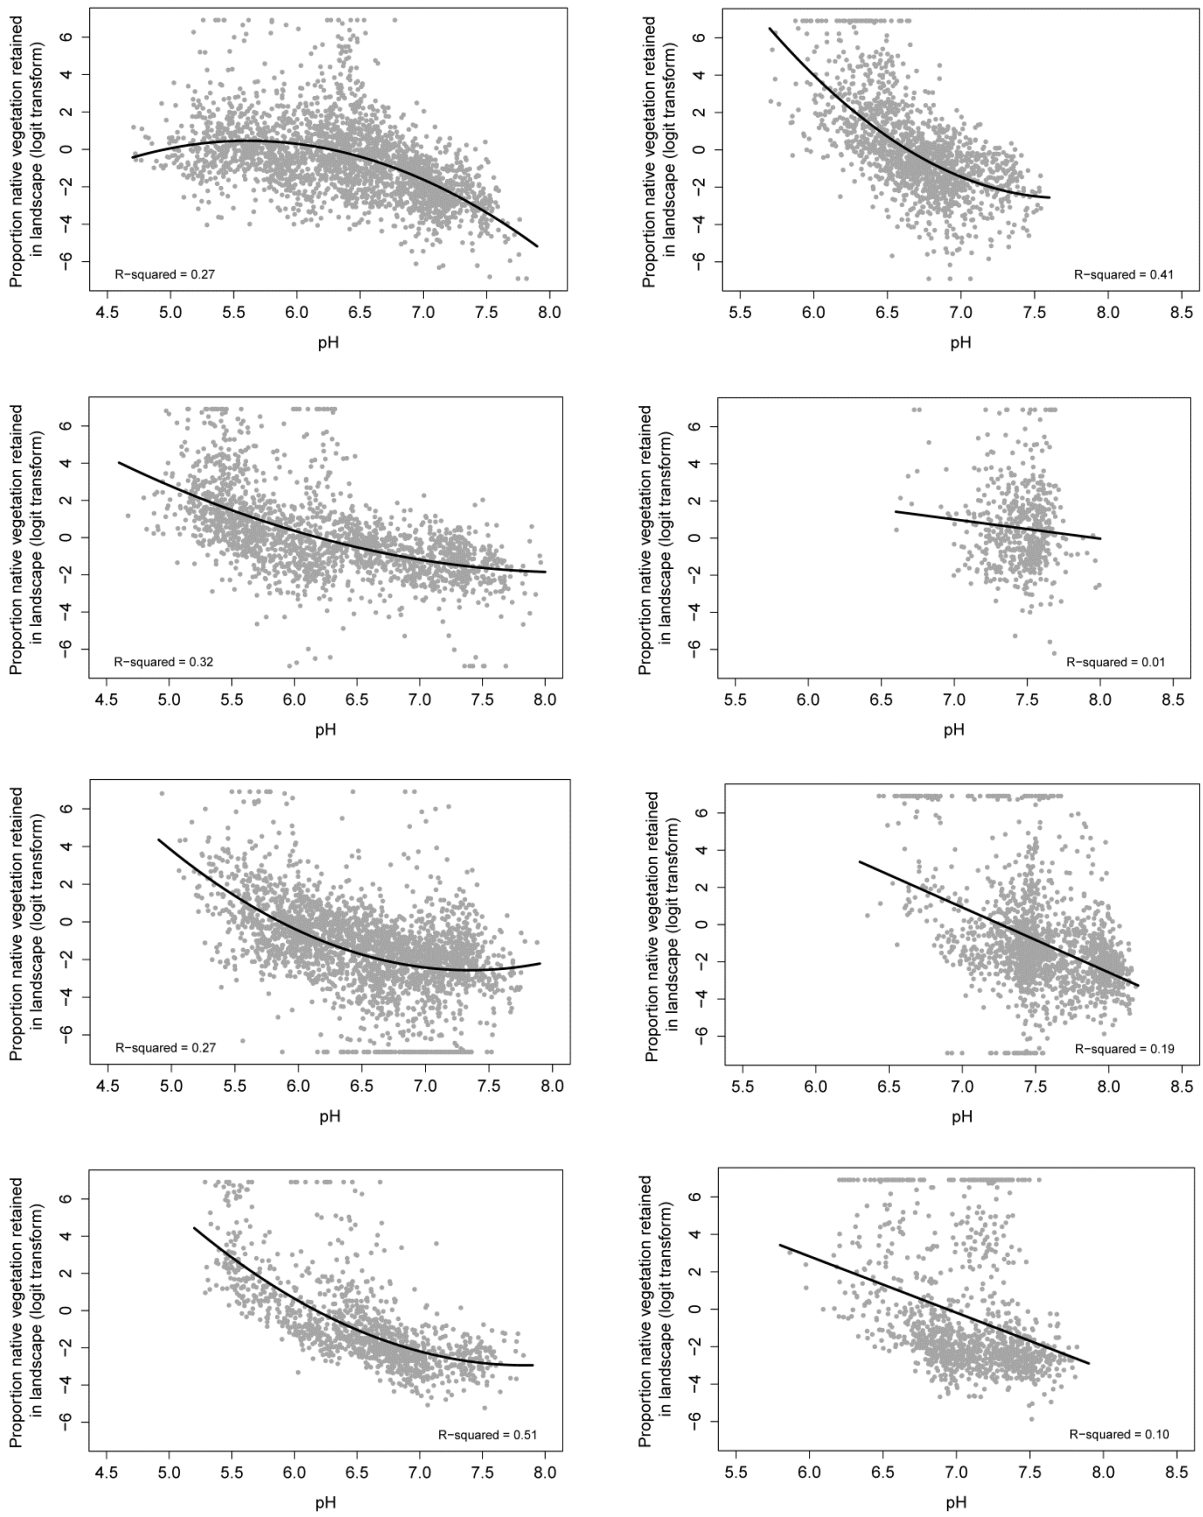 Proportion native vegetation retained
in landscape (logit transform)
6
4
2
0
−2
−4
−6
R−squared = 0.27
4.5 5.0 5.5 6.0 6.5 7.0 7.5 8.0
pH
Proportion native vegetation retained
in landscape (logit transform)
6
4
2
0
−2
−4
−6
R−squared = 0.41
5.5 6.0 6.5 7.0 7.5 8.0 8.5
pH
Proportion native vegetation retained
in landscape (logit transform)
6
4
2
0
−2
−4
−6
R−squared = 0.32
4.5 5.0 5.5 6.0 6.5 7.0 7.5 8.0
pH
Proportion native vegetation retained
in landscape (logit transform)
6
4
2
0
−2
−4
−6
R−squared = 0.01
5.5 6.0 6.5 7.0 7.5 8.0 8.5
pH
Proportion native vegetation retained
in landscape (logit transform)
6
4
2
0
−2
−4
−6
R−squared = 0.27
4.5 5.0 5.5 6.0 6.5 7.0 7.5 8.0
pH
Proportion native vegetation retained
in landscape (logit transform)
6
4
2
0
−2
−4
−6
R−squared = 0.19
5.5 6.0 6.5 7.0 7.5 8.0 8.5
pH
Proportion native vegetation retained
in landscape (logit transform)
6
4
2
0
−2
−4
−6
R−squared = 0.51
4.5 5.0 5.5 6.0 6.5 7.0 7.5 8.0
pH
Proportion native vegetation retained
in landscape (logit transform)
6
4
2
0
−2
−4
−6
R−squared = 0.10
5.5 6.0 6.5 7.0 7.5 8.0 8.5
pH